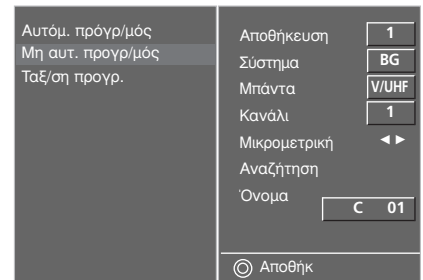 Αυτόμ. πρόγρ/μός
Μη αυτ. προγρ/μός
Ταξ/ση προγρ.
Αποθήκευση 1
Σύστημα BG
Μπάντα V/UHF
Κανάλι 1
Μικρομετρική ◄ ►
Αναζήτηση
Όνομα
C 01
Αποθήκ